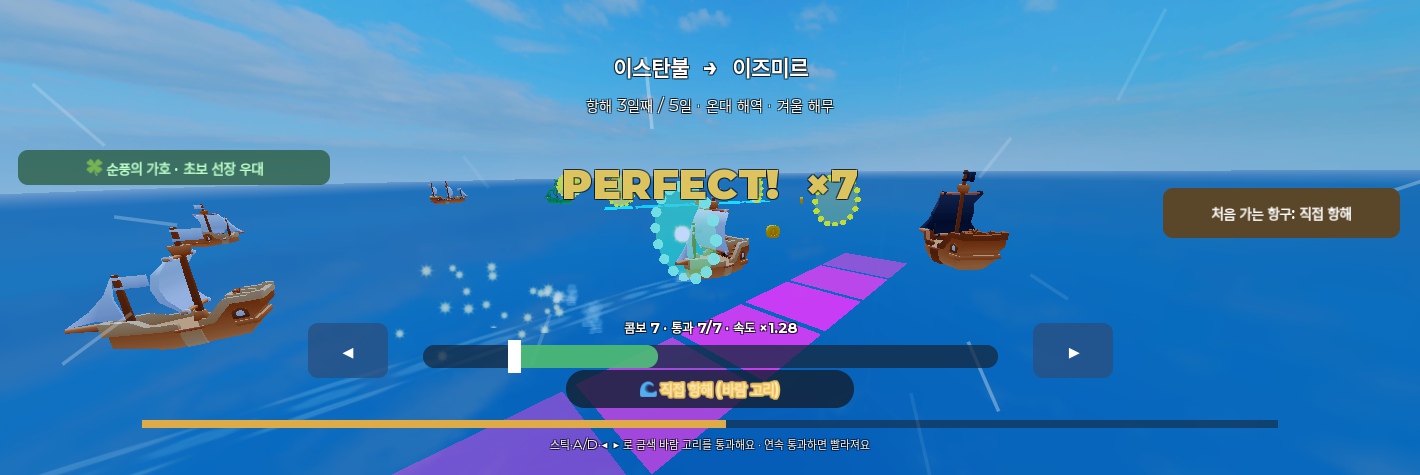 이스탄불 → 이즈미르
항해 3일째 / 5일 · 온대 해역 · 겨울 해무
🍀 순풍의 가호 · 초보 선장 우대
PERFECT! ×7
처음 가는 항구: 직접 항해
콤보 7 · 통과 7/7 · 속도 ×1.28
◄
►
🌊 직접 항해 (바람 고리)
스틱·A/D·◄ ►로 금색 바람 고리를 통과해요 · 연속 통과하면 빨라져요